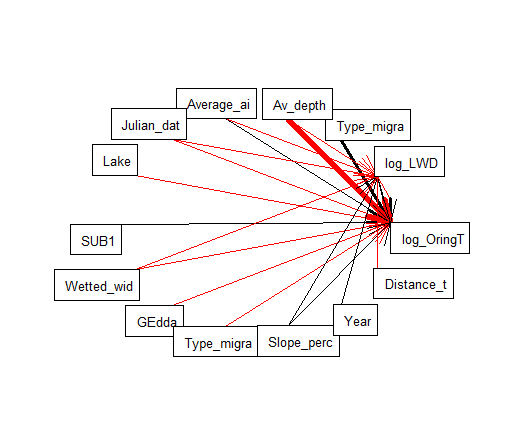 Average_ai
Av_depth
Julian_dat
Type_migra
Lake
log_LWD
SUB1
log_OringT
Wetted_wid
Distance_t
GEdda
Year
Type_migra
Slope_perc